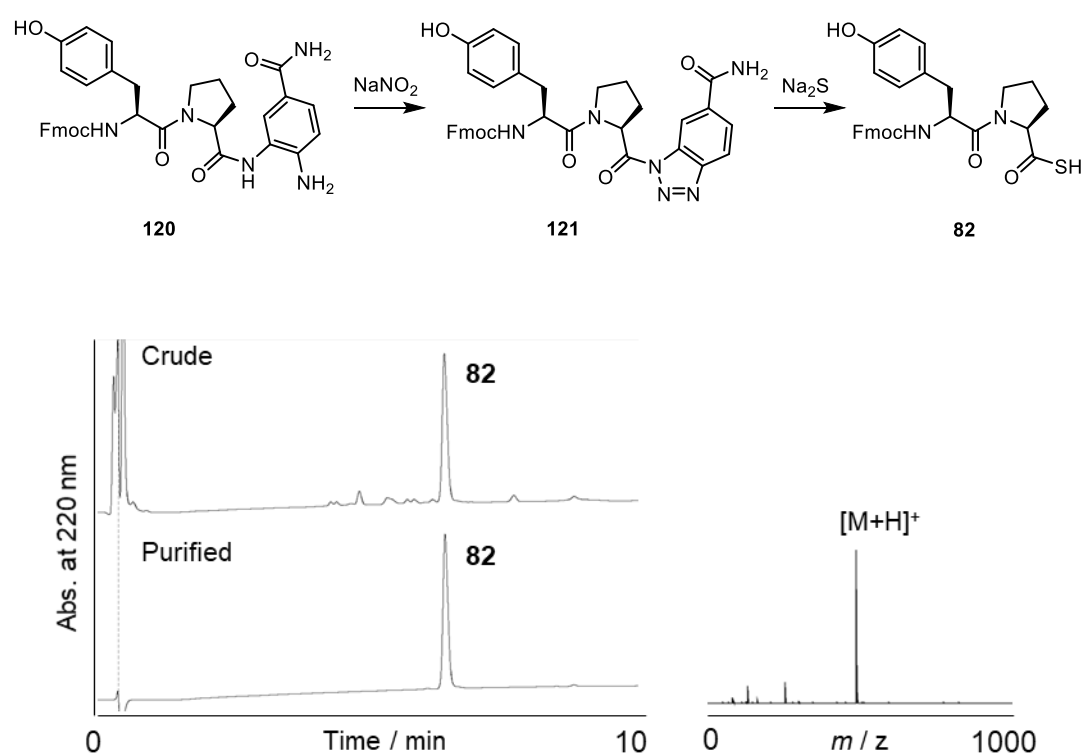 HO
O
NH₂
N
FmocHN
O
O
N
H
NH₂
120
NaNO₂
HO
O
NH₂
N
FmocHN
O
O
N
N=N
121
Na₂S
HO
N
FmocHN
O
O
SH
82
Crude
82
Purified
82
Abs. at 220 nm
0
Time / min
10
[M+H]⁺
0
m / z
1000